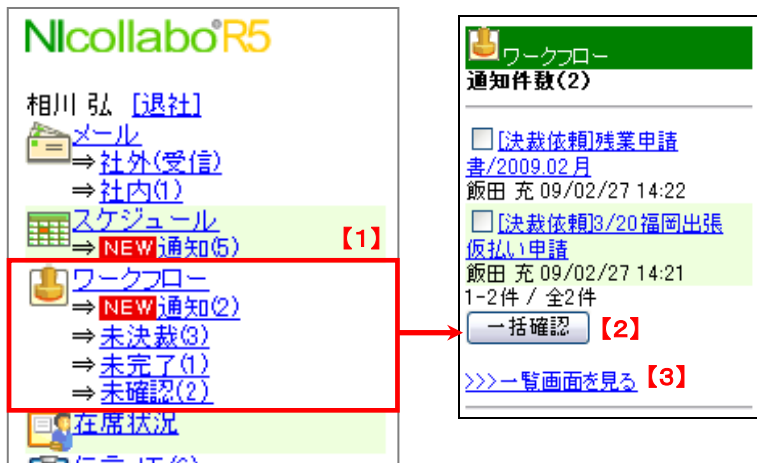 NIcollabo R5
相川 弘 [退社]
メール
⇒社外(受信)
⇒社内(1)
スケジュール
⇒NEW通知(5)
【1】
ワークフロー
⇒NEW通知(2)
⇒未決裁(3)
⇒未完了(1)
⇒未確認(2)
在席状況
ワークフロー
通知件数(2)
[決裁依頼]残業申請
書/2009.02月
飯田 充 09/02/27 14:22
[決裁依頼]3/20福岡出張
仮払い申請
飯田 充 09/02/27 14:21
1-2件 / 全2件
一括確認 【2】
>>>一覧画面を見る 【3】